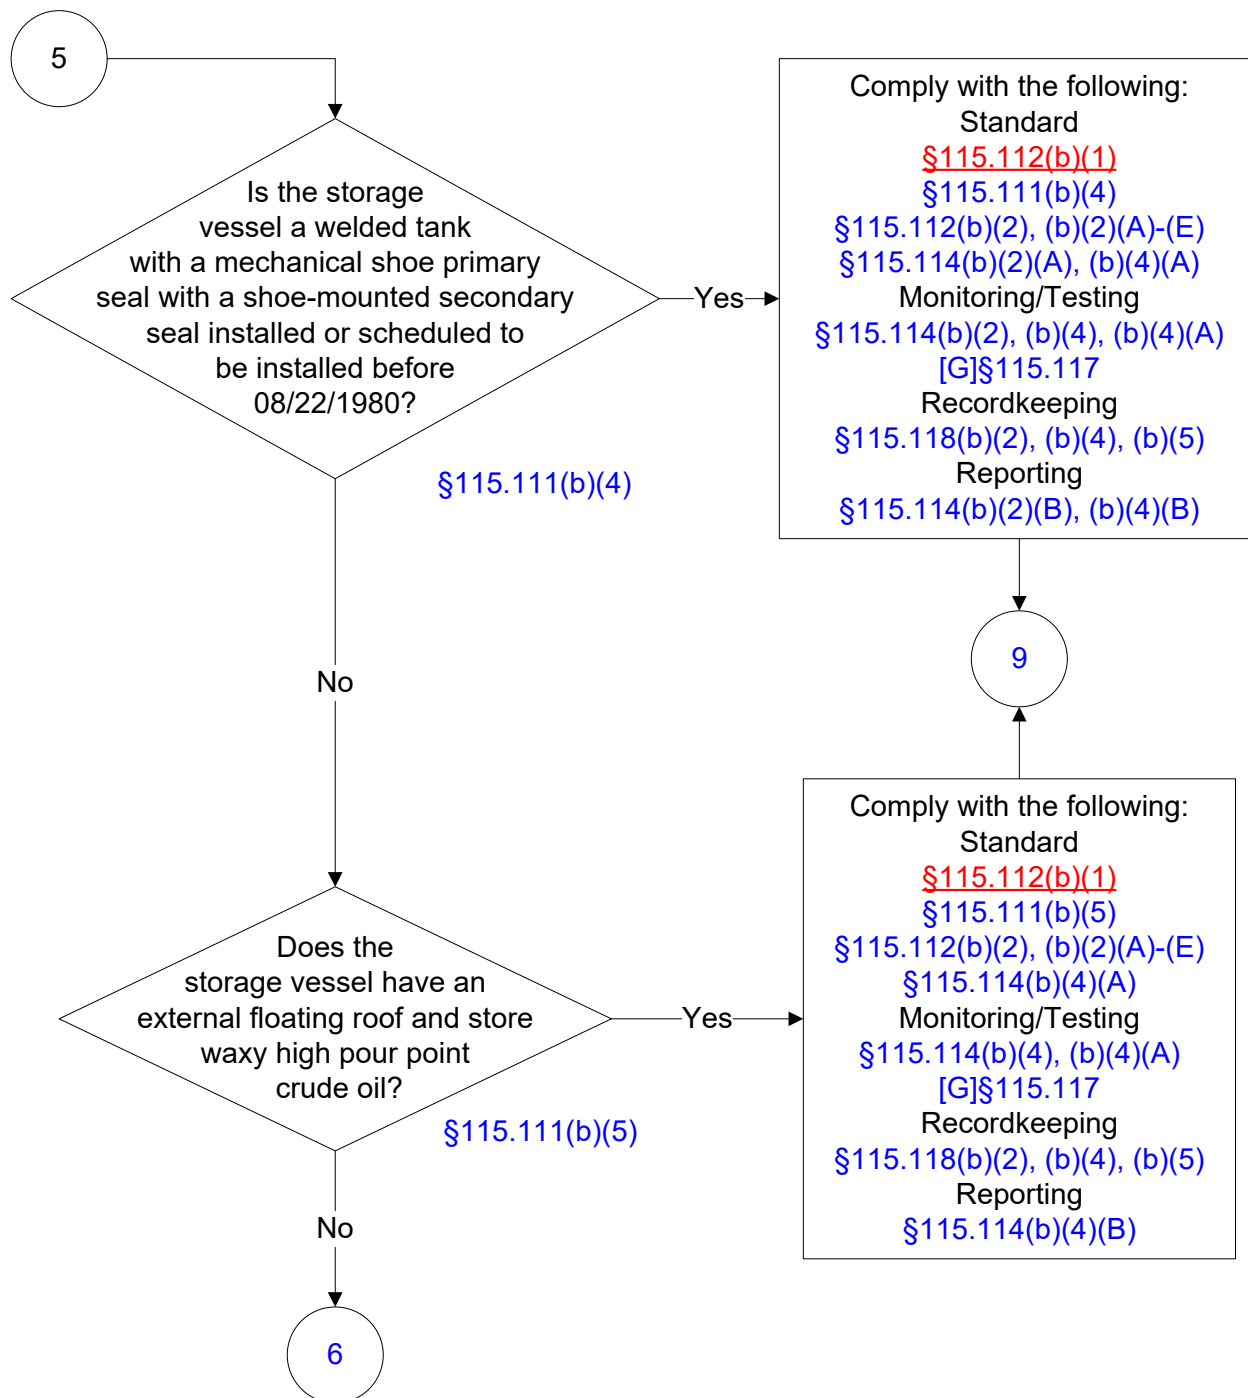 5
Is the storage
vessel a welded tank
with a mechanical shoe primary
seal with a shoe-mounted secondary
seal installed or scheduled to
be installed before
08/22/1980?
§115.111(b)(4)
Yes
Comply with the following:
Standard
§115.112(b)(1)
§115.111(b)(4)
§115.112(b)(2), (b)(2)(A)-(E)
§115.114(b)(2)(A), (b)(4)(A)
Monitoring/Testing
§115.114(b)(2), (b)(4), (b)(4)(A)
[G]§115.117
Recordkeeping
§115.118(b)(2), (b)(4), (b)(5)
Reporting
§115.114(b)(2)(B), (b)(4)(B)
9
No
Does the
storage vessel have an
external floating roof and store
waxy high pour point
crude oil?
§115.111(b)(5)
Yes
Comply with the following:
Standard
§115.112(b)(1)
§115.111(b)(5)
§115.112(b)(2), (b)(2)(A)-(E)
§115.114(b)(4)(A)
Monitoring/Testing
§115.114(b)(4), (b)(4)(A)
[G]§115.117
Recordkeeping
§115.118(b)(2), (b)(4), (b)(5)
Reporting
§115.114(b)(4)(B)
No
6